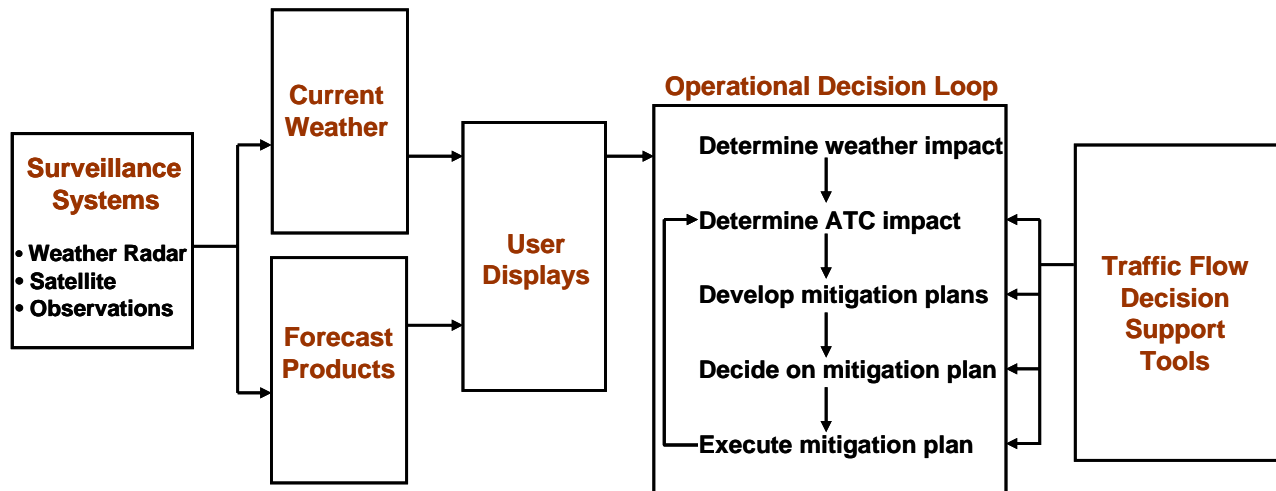 Surveillance
Systems
• Weather Radar
• Satellite
• Observations
Current
Weather
Forecast
Products
User
Displays
Operational Decision Loop
Determine weather impact
Determine ATC impact
Develop mitigation plans
Decide on mitigation plan
Execute mitigation plan
Traffic Flow
Decision
Support
Tools